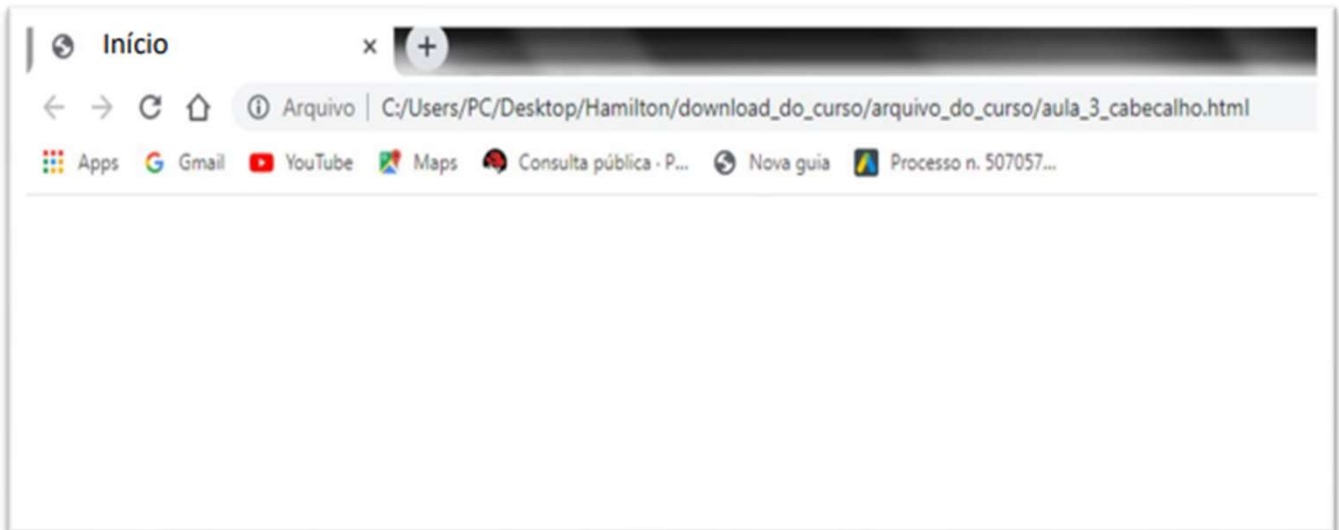 Início
Arquivo C:/Users/PC/Desktop/Hamilton/download_do_curso/arquivo_do_curso/aula_3_cabecalho.html
Apps Gmail YouTube Maps Consulta pública - P... Nova guia Processo n. 507057...